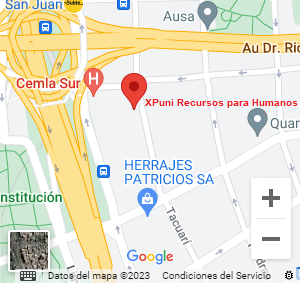 San Juan
Subte
Ausa
Au Dr. Ric
Cemla Sur
H
XPuni Recursos para Humanos
Quar
HERRAJES
PATRICIOS SA
nstitución
Tacuarí
+
−
Google
Datos del mapa ©2023
Condiciones del Servicio